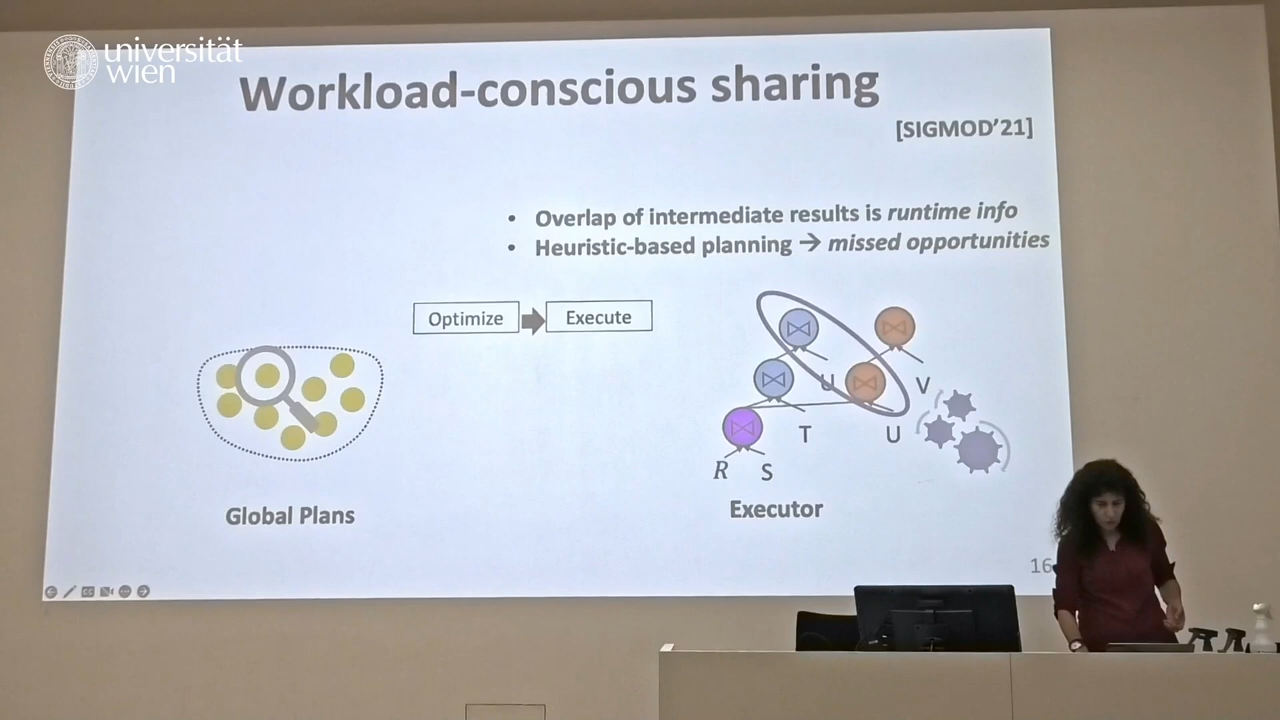 universität
wien
Workload-conscious sharing
[SIGMOD'21]
• Overlap of intermediate results is runtime info
• Heuristic-based planning → missed opportunities
Optimize
Execute
U
V
T
U
R
S
Global Plans
Executor
16